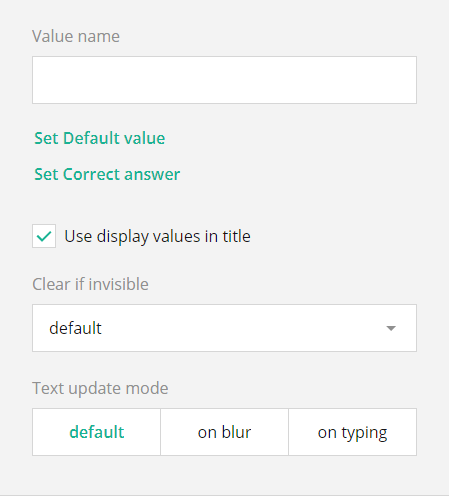 Value name
Set Default value
Set Correct answer
Use display values in title
Clear if invisible
default
Text update mode
default on blur on typing